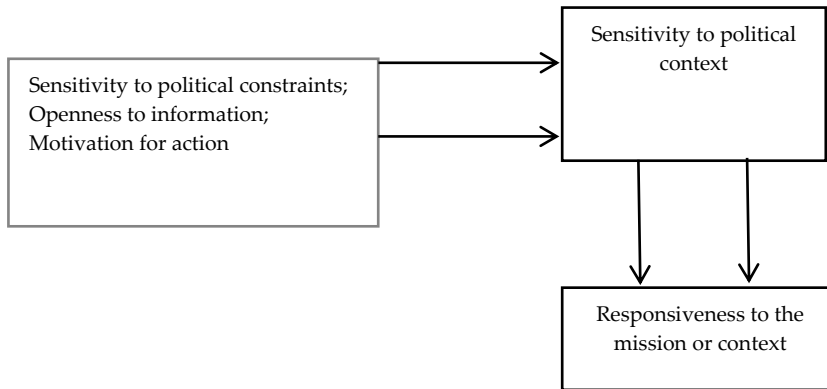 Sensitivity to political constraints;
Openness to information;
Motivation for action
Sensitivity to political
context
Responsiveness to the
mission or context